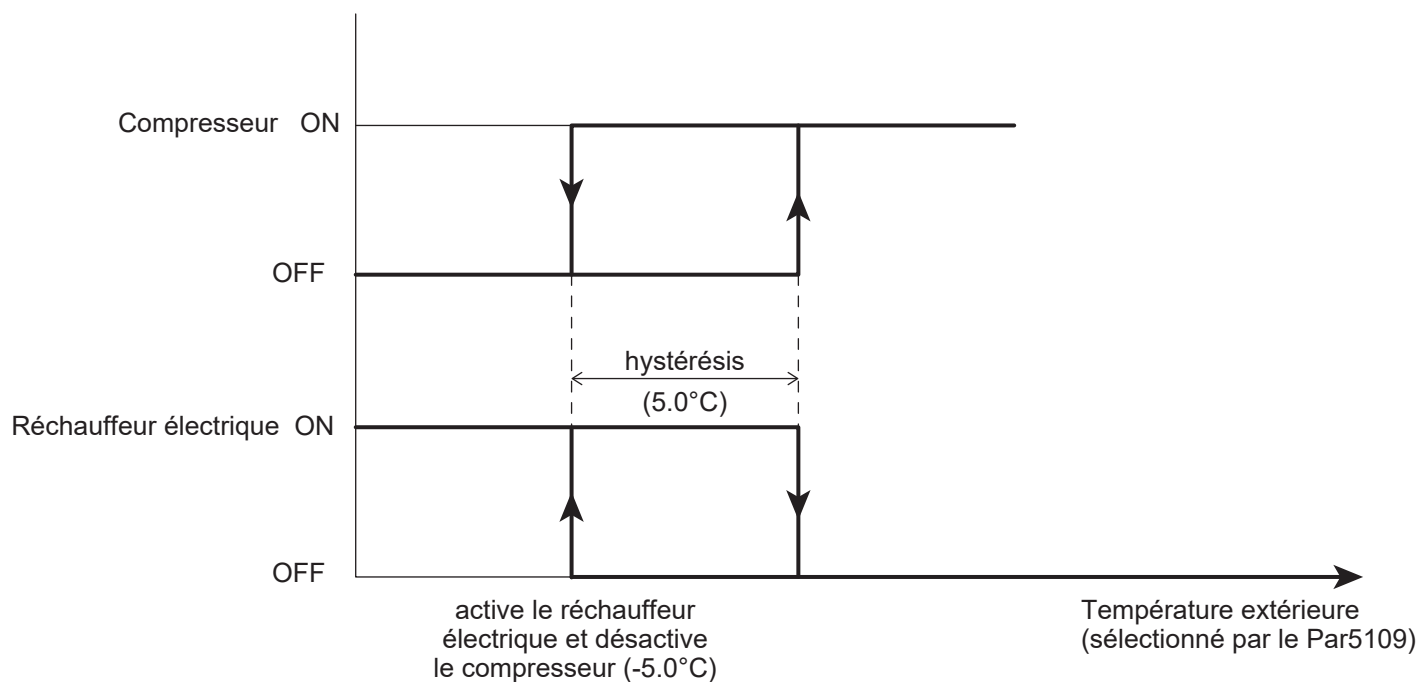 Compresseur ON
OFF
hystérésis
(5.0°C)
Réchauffeur électrique ON
OFF
active le réchauffeur
électrique et désactive
le compresseur (-5.0°C)
Température extérieure
(sélectionné par le Par5109)